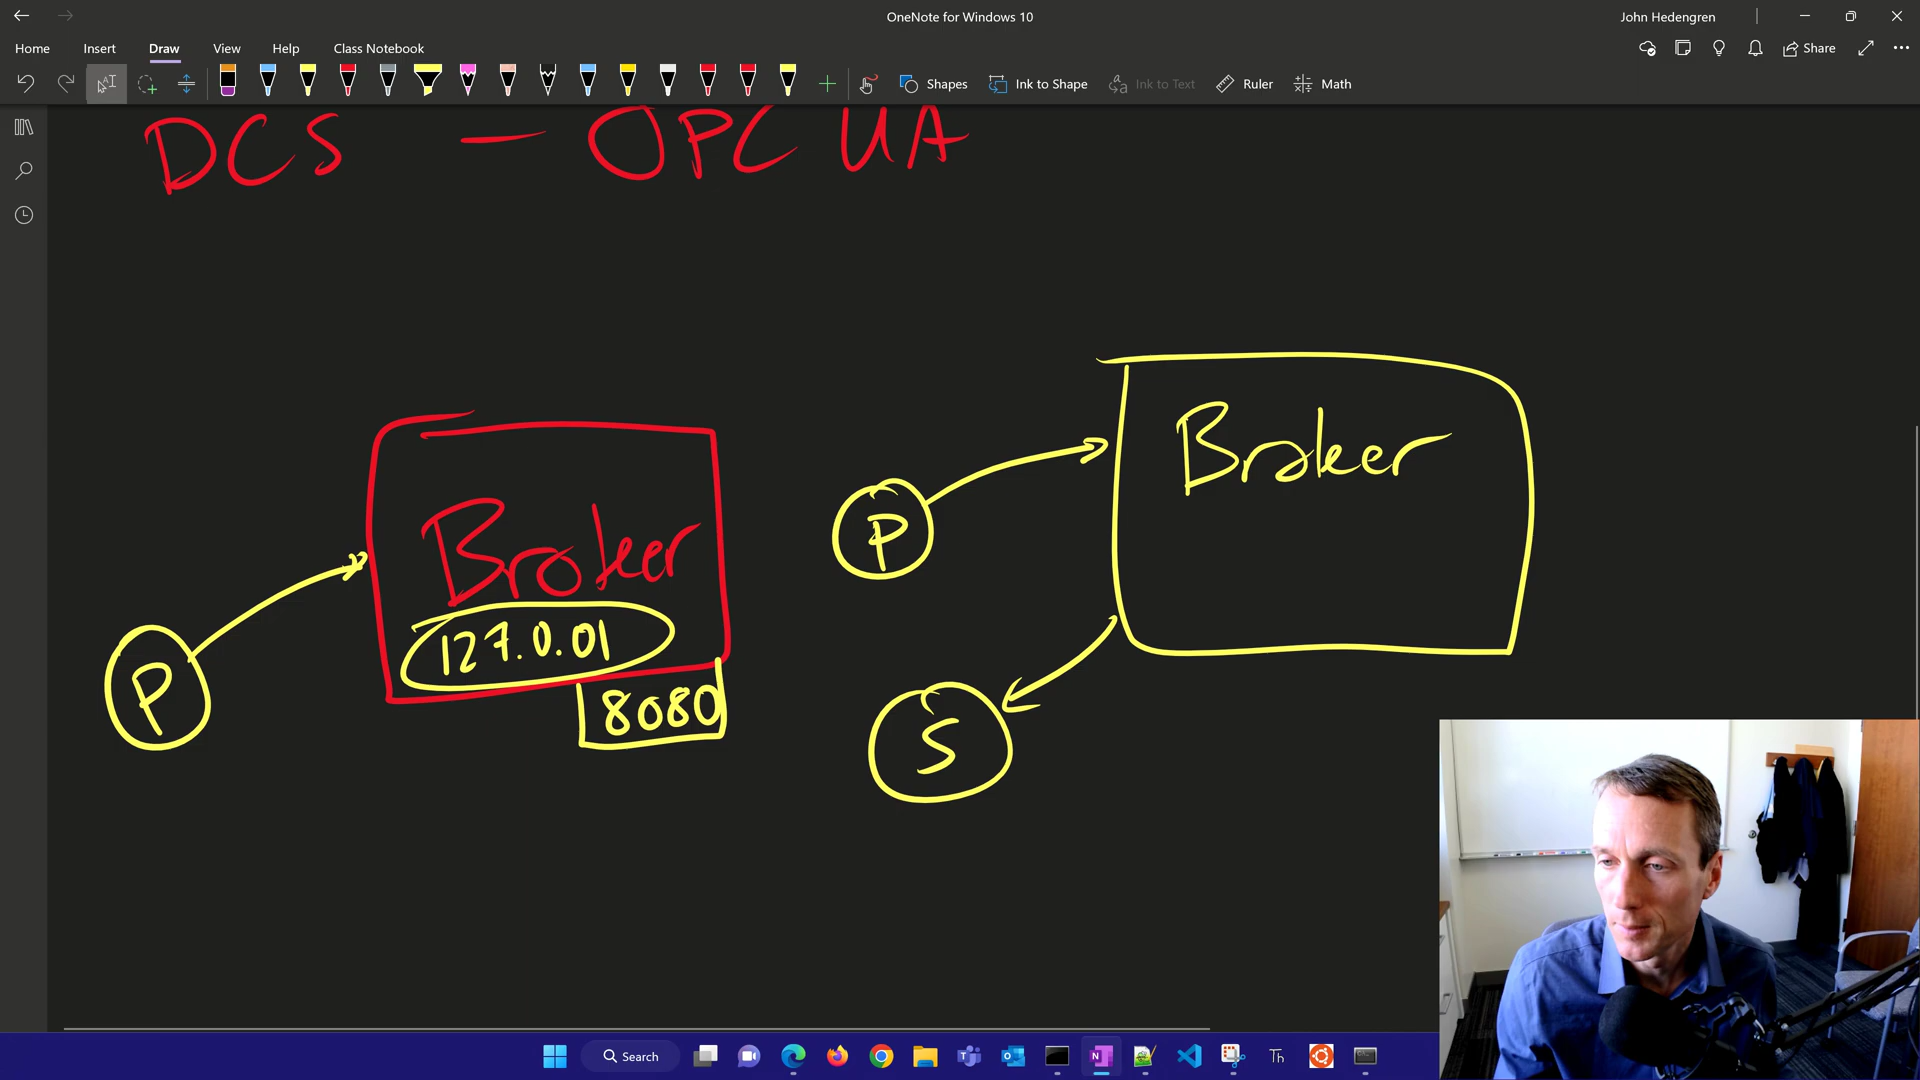 OneNote for Windows 10
John Hedengren
Home Insert Draw View Help Class Notebook
Share
Shapes Ink to Shape Ink to Text Ruler Math
DCS — OPC UA
Broker
P
Broker
127.0.01
P
8080
S
Search
Th